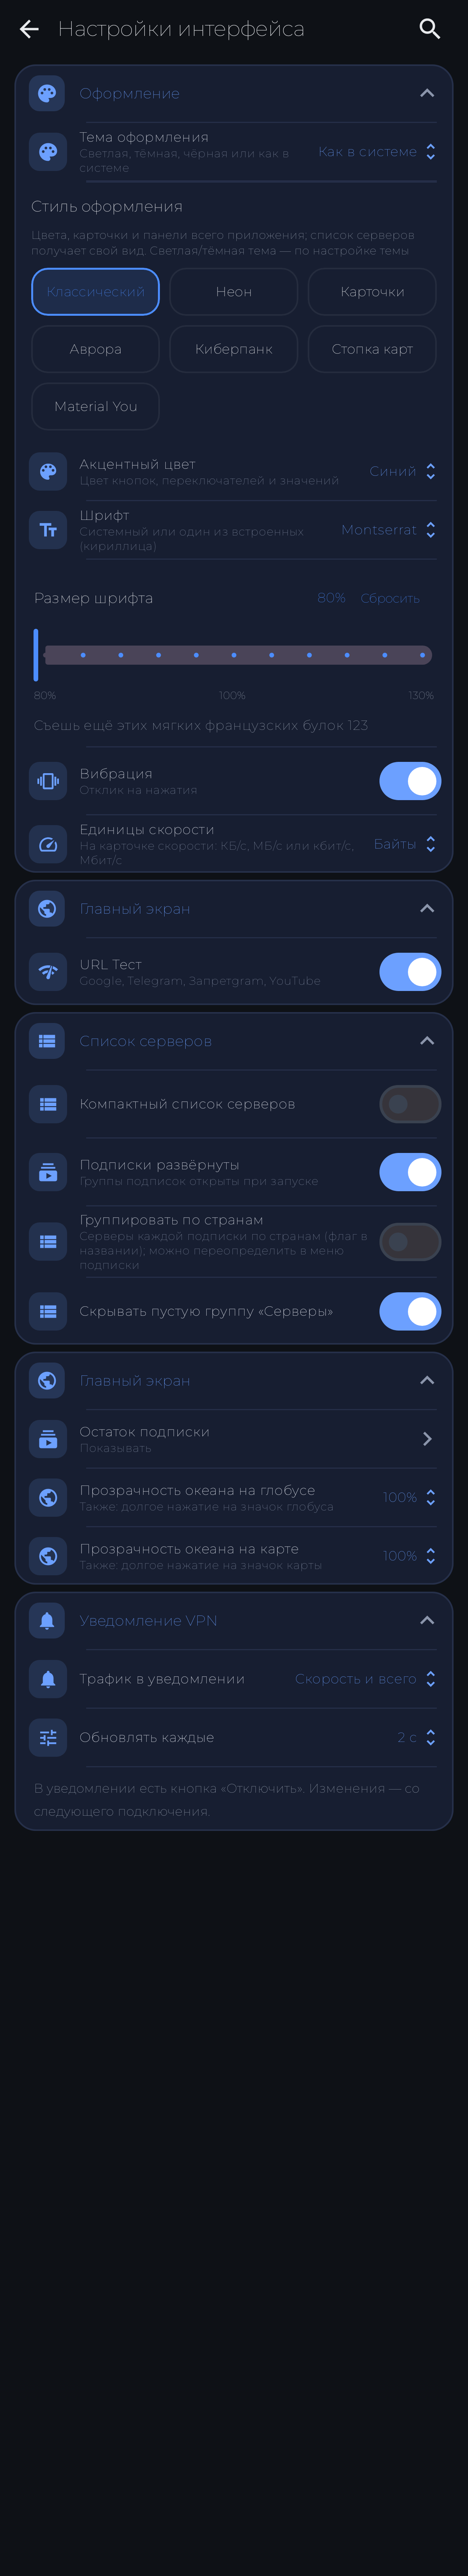 Настройки интерфейса
Оформление
Тема оформления
Светлая, тёмная, чёрная или как в
системе
Как в системе
Стиль оформления
Цвета, карточки и панели всего приложения, список серверов
получает свой вид. Светлая/тёмная тема — по настройке темы
Классический
Неон
Карточки
Аврора
Киберпанк
Стопка карт
Material You
Акцентный цвет
Цвет кнопок, переключателей и значений
Синий
Шрифт
Системный или один из встроенных
(кириллица)
Montserrat
Размер шрифта
80%
Сбросить
80%
100%
130%
Съешь ещё этих мягких французских булок 123
Вибрация
Отклик на нажатия
Единицы скорости
На карточке скорости: КБ/с, МБ/с или кбит/с,
Мбит/с
Байты
Главный экран
URL Тест
Google, Telegram, Запретgram, YouTube
Список серверов
Компактный список серверов
Подписки развёрнуты
Группы подписок открыты при запуске
Группировать по странам
Серверы каждой подписки по странам (флаг в
названии); можно переопределить в меню
подписки
Скрывать пустую группу «Серверы»
Главный экран
Остаток подписки
Показывать
Прозрачность океана на глобусе
Также: долгое нажатие на значок глобуса
100%
Прозрачность океана на карте
Также: долгое нажатие на значок карты
100%
Уведомление VPN
Трафик в уведомлении
Скорость и всего
Обновлять каждые
2 с
В уведомлении есть кнопка «Отключить». Изменения — со
следующего подключения.